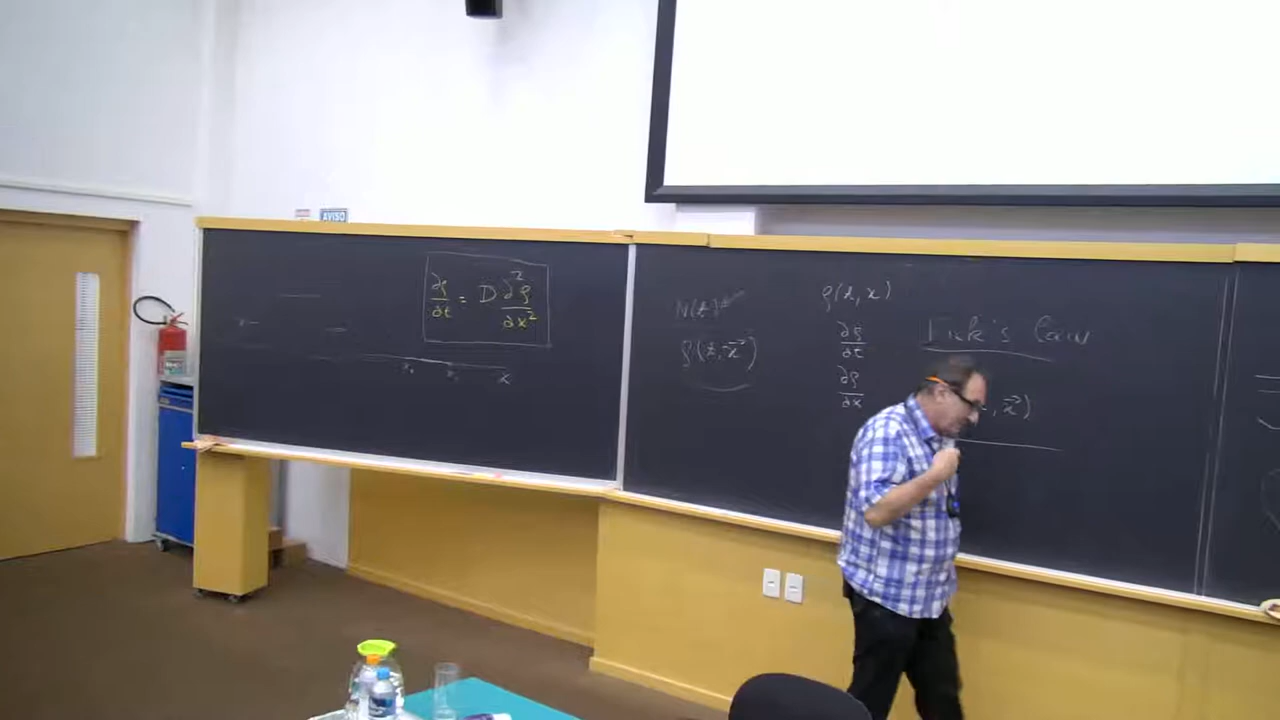 AVISO
∂ρ/∂t = D ∂²ρ/∂x²
x
N(t)
ρ(t, x⃗)
ρ(t, x)
∂ρ/∂t
∂ρ/∂x
Fick's Law
, x⃗)